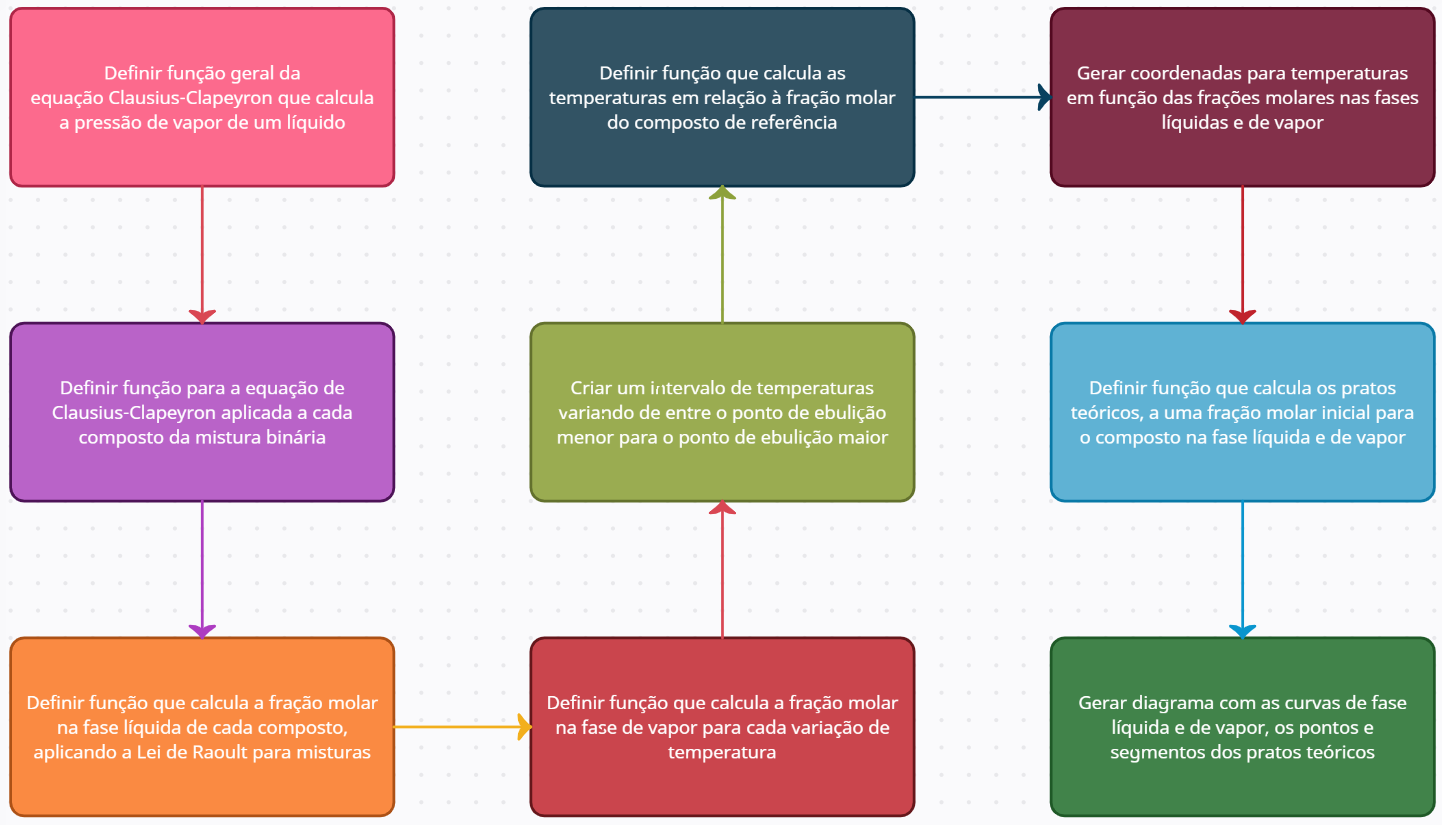 Definir função geral da
equação Clausius-Clapeyron que calcula
a pressão de vapor de um líquido
Definir função para a equação de
Clausius-Clapeyron aplicada a cada
composto da mistura binária
Definir função que calcula a fração molar
na fase líquida de cada composto,
aplicando a Lei de Raoult para misturas
Definir função que calcula a fração molar
na fase de vapor para cada variação de
temperatura
Criar um intervalo de temperaturas
variando de entre o ponto de ebulição
menor para o ponto de ebulição maior
Definir função que calcula as
temperaturas em relação à fração molar
do composto de referência
Gerar coordenadas para temperaturas
em função das frações molares nas fases
líquidas e de vapor
Definir função que calcula os pratos
teóricos, a uma fração molar inicial para
o composto na fase líquida e de vapor
Gerar diagrama com as curvas de fase
líquida e de vapor, os pontos e
segmentos dos pratos teóricos